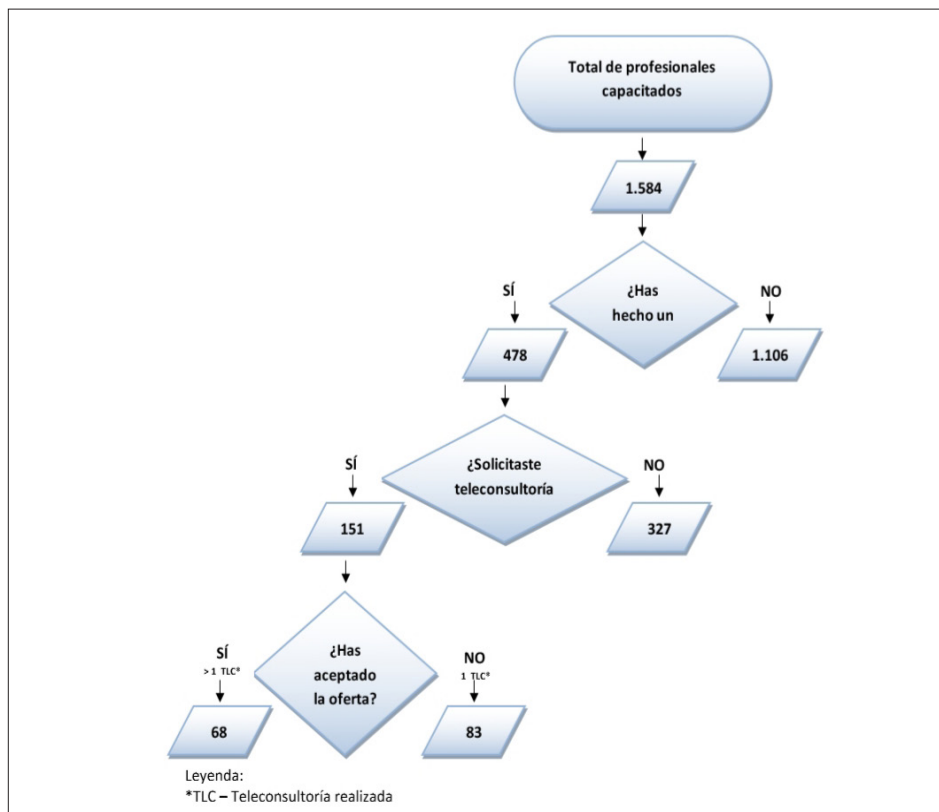 Total de profesionales
capacitados
1.584
¿Has
hecho un
SÍ
NO
478
1.106
¿Solicitaste
teleconsultoría
SÍ
NO
151
327
¿Has
aceptado
la oferta?
SÍ
> 1 TLC*
NO
1 TLC*
68
83
Leyenda:
*TLC – Teleconsultoría realizada